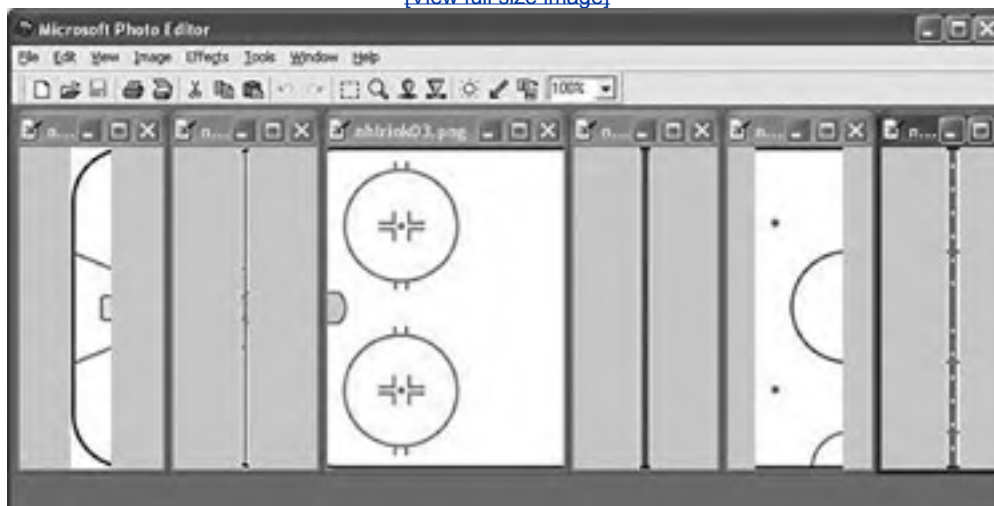 [View full size image]
Microsoft Photo Editor
File Edit View Image Effects Tools Window Help
100%
n... n... nhlrink03.png n... n... n...